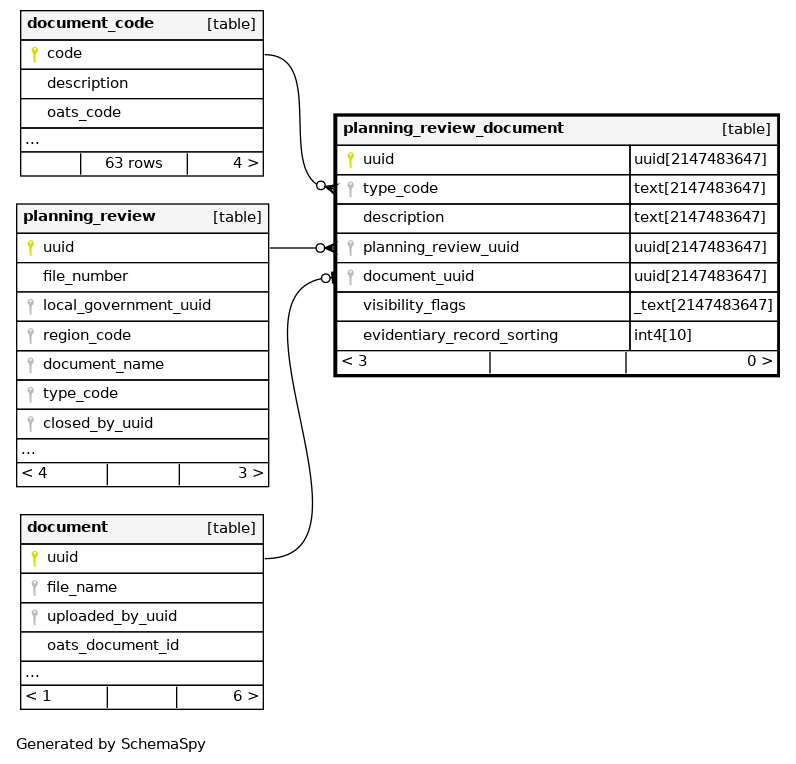 document_code [table]
code
description
oats_code
...
63 rows 4 >
planning_review [table]
uuid
file_number
local_government_uuid
region_code
document_name
type_code
closed_by_uuid
...
< 4 3 >
document [table]
uuid
file_name
uploaded_by_uuid
oats_document_id
...
< 1 6 >
planning_review_document [table]
uuid uuid[2147483647]
type_code text[2147483647]
description text[2147483647]
planning_review_uuid uuid[2147483647]
document_uuid uuid[2147483647]
visibility_flags _text[2147483647]
evidentiary_record_sorting int4[10]
< 3 0 >
Generated by SchemaSpy